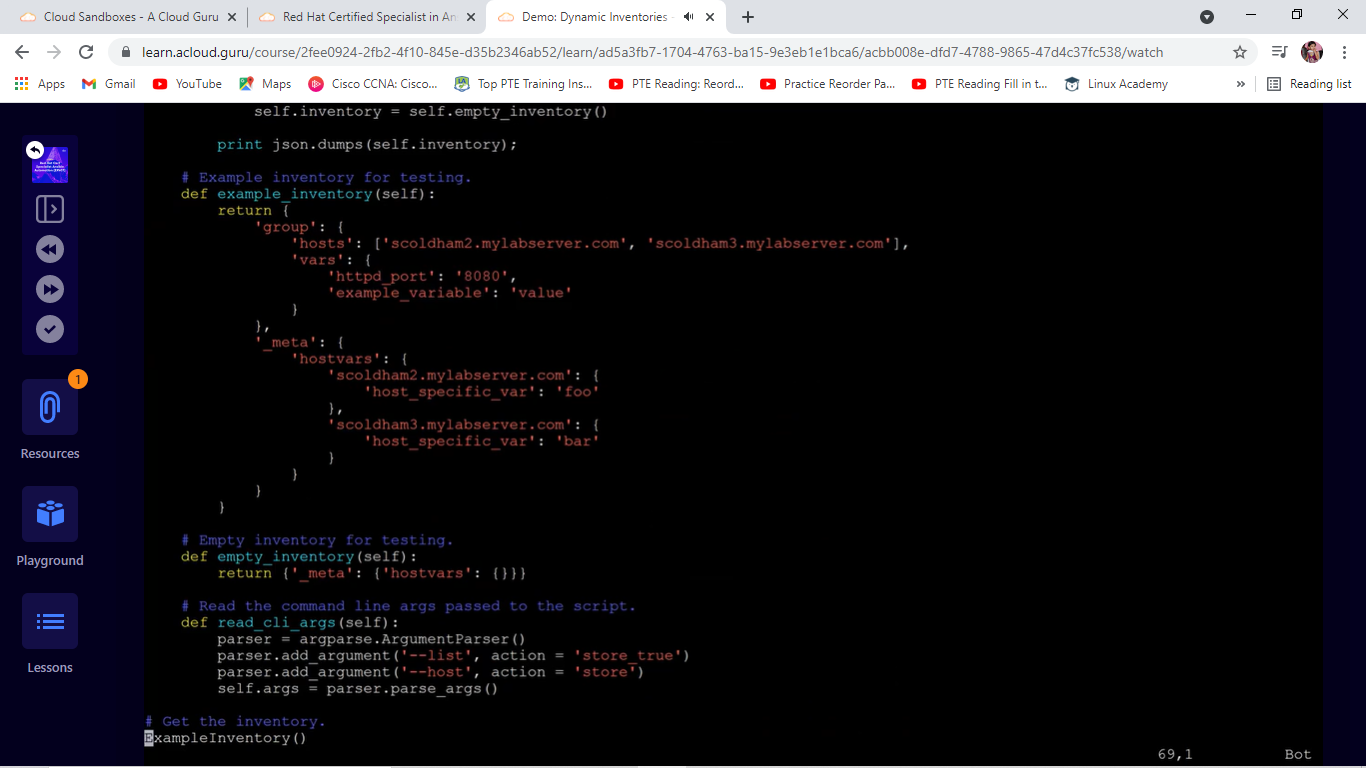 Cloud Sandboxes - A Cloud Guru
Red Hat Certified Specialist in An
Demo: Dynamic Inventories -
learn.acloud.guru/course/2fee0924-2fb2-4f10-845e-d35b2346ab52/learn/ad5a3fb7-1704-4763-ba15-9e3eb1e1bca6/acbb008e-dfd7-4788-9865-47d4c37fc538/watch
Apps Gmail YouTube Maps Cisco CCNA: Cisco... Top PTE Training Ins... PTE Reading: Reord... Practice Reorder Pa... PTE Reading Fill in t... Linux Academy » Reading list
self.inventory = self.empty_inventory()
print json.dumps(self.inventory);
# Example inventory for testing.
def example_inventory(self):
return {
'group': {
'hosts': ['scoldham2.mylabserver.com', 'scoldham3.mylabserver.com'],
'vars': {
'httpd_port': '8080',
'example_variable': 'value'
}
},
'_meta': {
'hostvars': {
'scoldham2.mylabserver.com': {
'host_specific_var': 'foo'
},
'scoldham3.mylabserver.com': {
'host_specific_var': 'bar'
}
}
}
}
# Empty inventory for testing.
def empty_inventory(self):
return {'_meta': {'hostvars': {}}}
# Read the command line args passed to the script.
def read_cli_args(self):
parser = argparse.ArgumentParser()
parser.add_argument('--list', action = 'store_true')
parser.add_argument('--host', action = 'store')
self.args = parser.parse_args()
# Get the inventory.
ExampleInventory()
69,1 Bot
1
Resources
Playground
Lessons